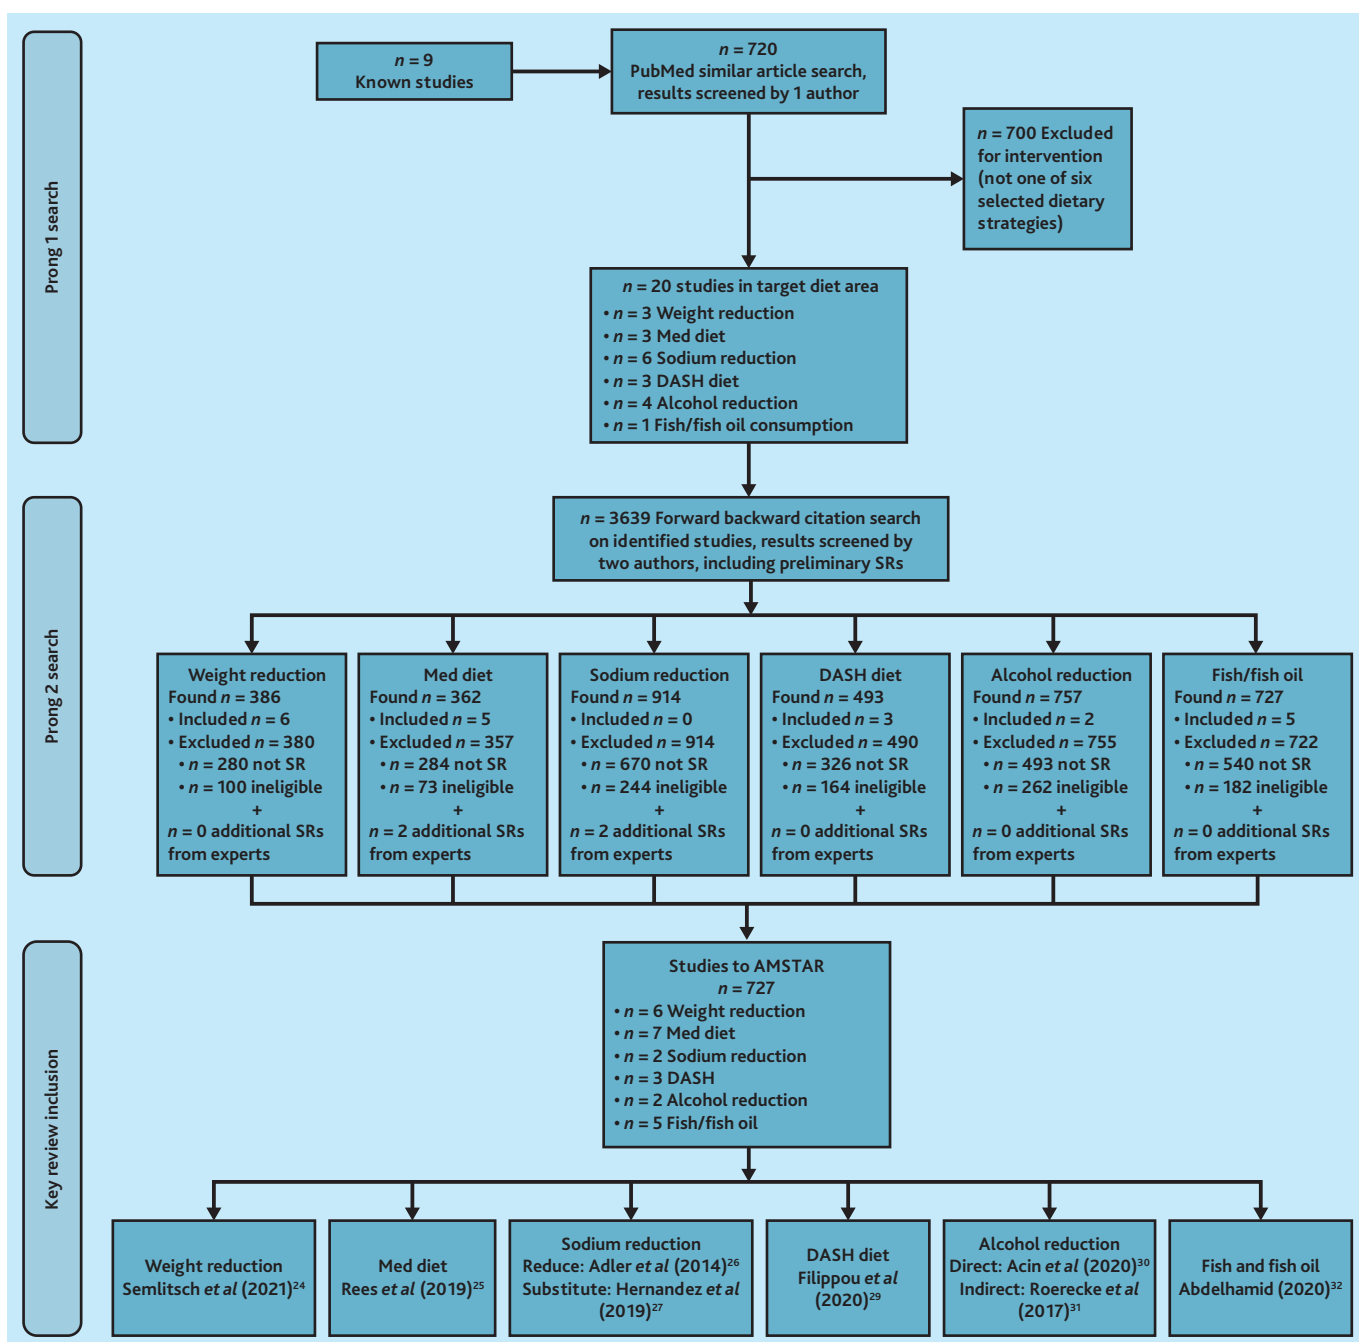 Prong 1 search
n = 9
Known studies
n = 720
PubMed similar article search,
results screened by 1 author
n = 700 Excluded
for intervention
(not one of six
selected dietary
strategies)
n = 20 studies in target diet area
• n = 3 Weight reduction
• n = 3 Med diet
• n = 6 Sodium reduction
• n = 3 DASH diet
• n = 4 Alcohol reduction
• n = 1 Fish/fish oil consumption
Prong 2 search
n = 3639 Forward backward citation search
on identified studies, results screened by
two authors, including preliminary SRs
Weight reduction
Found n = 386
• Included n = 6
• Excluded n = 380
• n = 280 not SR
• n = 100 ineligible
+
n = 0 additional SRs
from experts
Med diet
Found n = 362
• Included n = 5
• Excluded n = 357
• n = 284 not SR
• n = 73 ineligible
+
n = 2 additional SRs
from experts
Sodium reduction
Found n = 914
• Included n = 0
• Excluded n = 914
• n = 670 not SR
• n = 244 ineligible
+
n = 2 additional SRs
from experts
DASH diet
Found n = 493
• Included n = 3
• Excluded n = 490
• n = 326 not SR
• n = 164 ineligible
+
n = 0 additional SRs
from experts
Alcohol reduction
Found n = 757
• Included n = 2
• Excluded n = 755
• n = 493 not SR
• n = 262 ineligible
+
n = 0 additional SRs
from experts
Fish/fish oil
Found n = 727
• Included n = 5
• Excluded n = 722
• n = 540 not SR
• n = 182 ineligible
+
n = 0 additional SRs
from experts
Key review inclusion
Studies to AMSTAR
n = 727
• n = 6 Weight reduction
• n = 7 Med diet
• n = 2 Sodium reduction
• n = 3 DASH
• n = 2 Alcohol reduction
• n = 5 Fish/fish oil
Weight reduction
Semlitsch et al (2021)24
Med diet
Rees et al (2019)25
Sodium reduction
Reduce: Adler et al (2014)26
Substitute: Hernandez et al
(2019)27
DASH diet
Filippou et al
(2020)29
Alcohol reduction
Direct: Acin et al (2020)30
Indirect: Roerecke et al
(2017)31
Fish and fish oil
Abdelhamid (2020)32